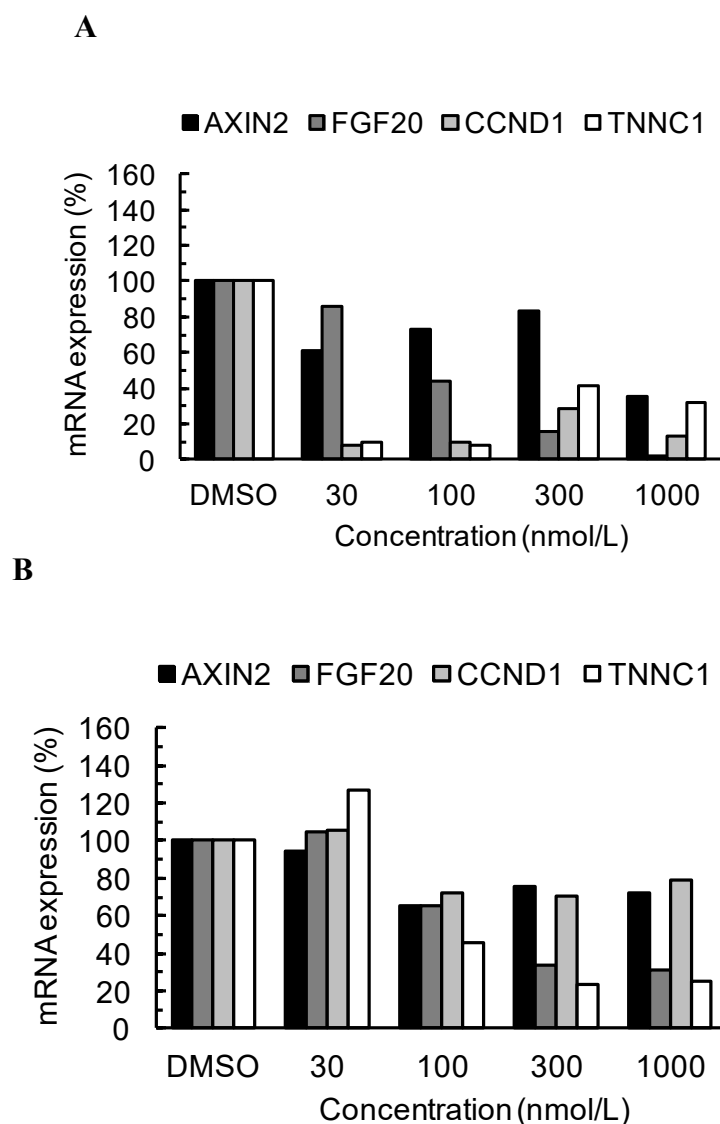 A
AXIN2 FGF20 CCND1 TNNC1
mRNA expression (%)
160
140
120
100
80
60
40
20
0
DMSO 30 100 300 1000
Concentration (nmol/L)
B
AXIN2 FGF20 CCND1 TNNC1
mRNA expression (%)
160
140
120
100
80
60
40
20
0
DMSO 30 100 300 1000
Concentration (nmol/L)